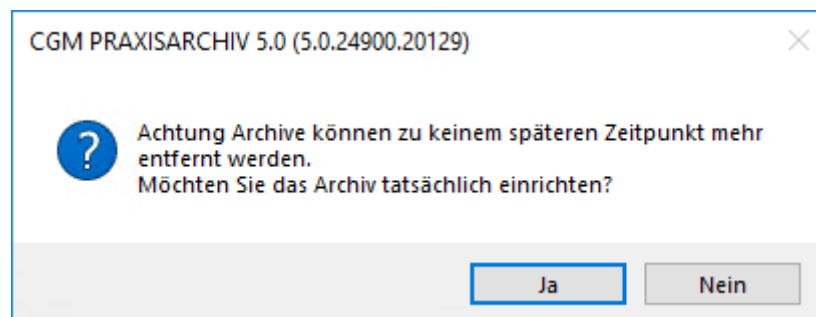 CGM PRAXISARCHIV 5.0 (5.0.24900.20129)
?
Achtung Archive können zu keinem späteren Zeitpunkt mehr
entfernt werden.
Möchten Sie das Archiv tatsächlich einrichten?
Ja Nein